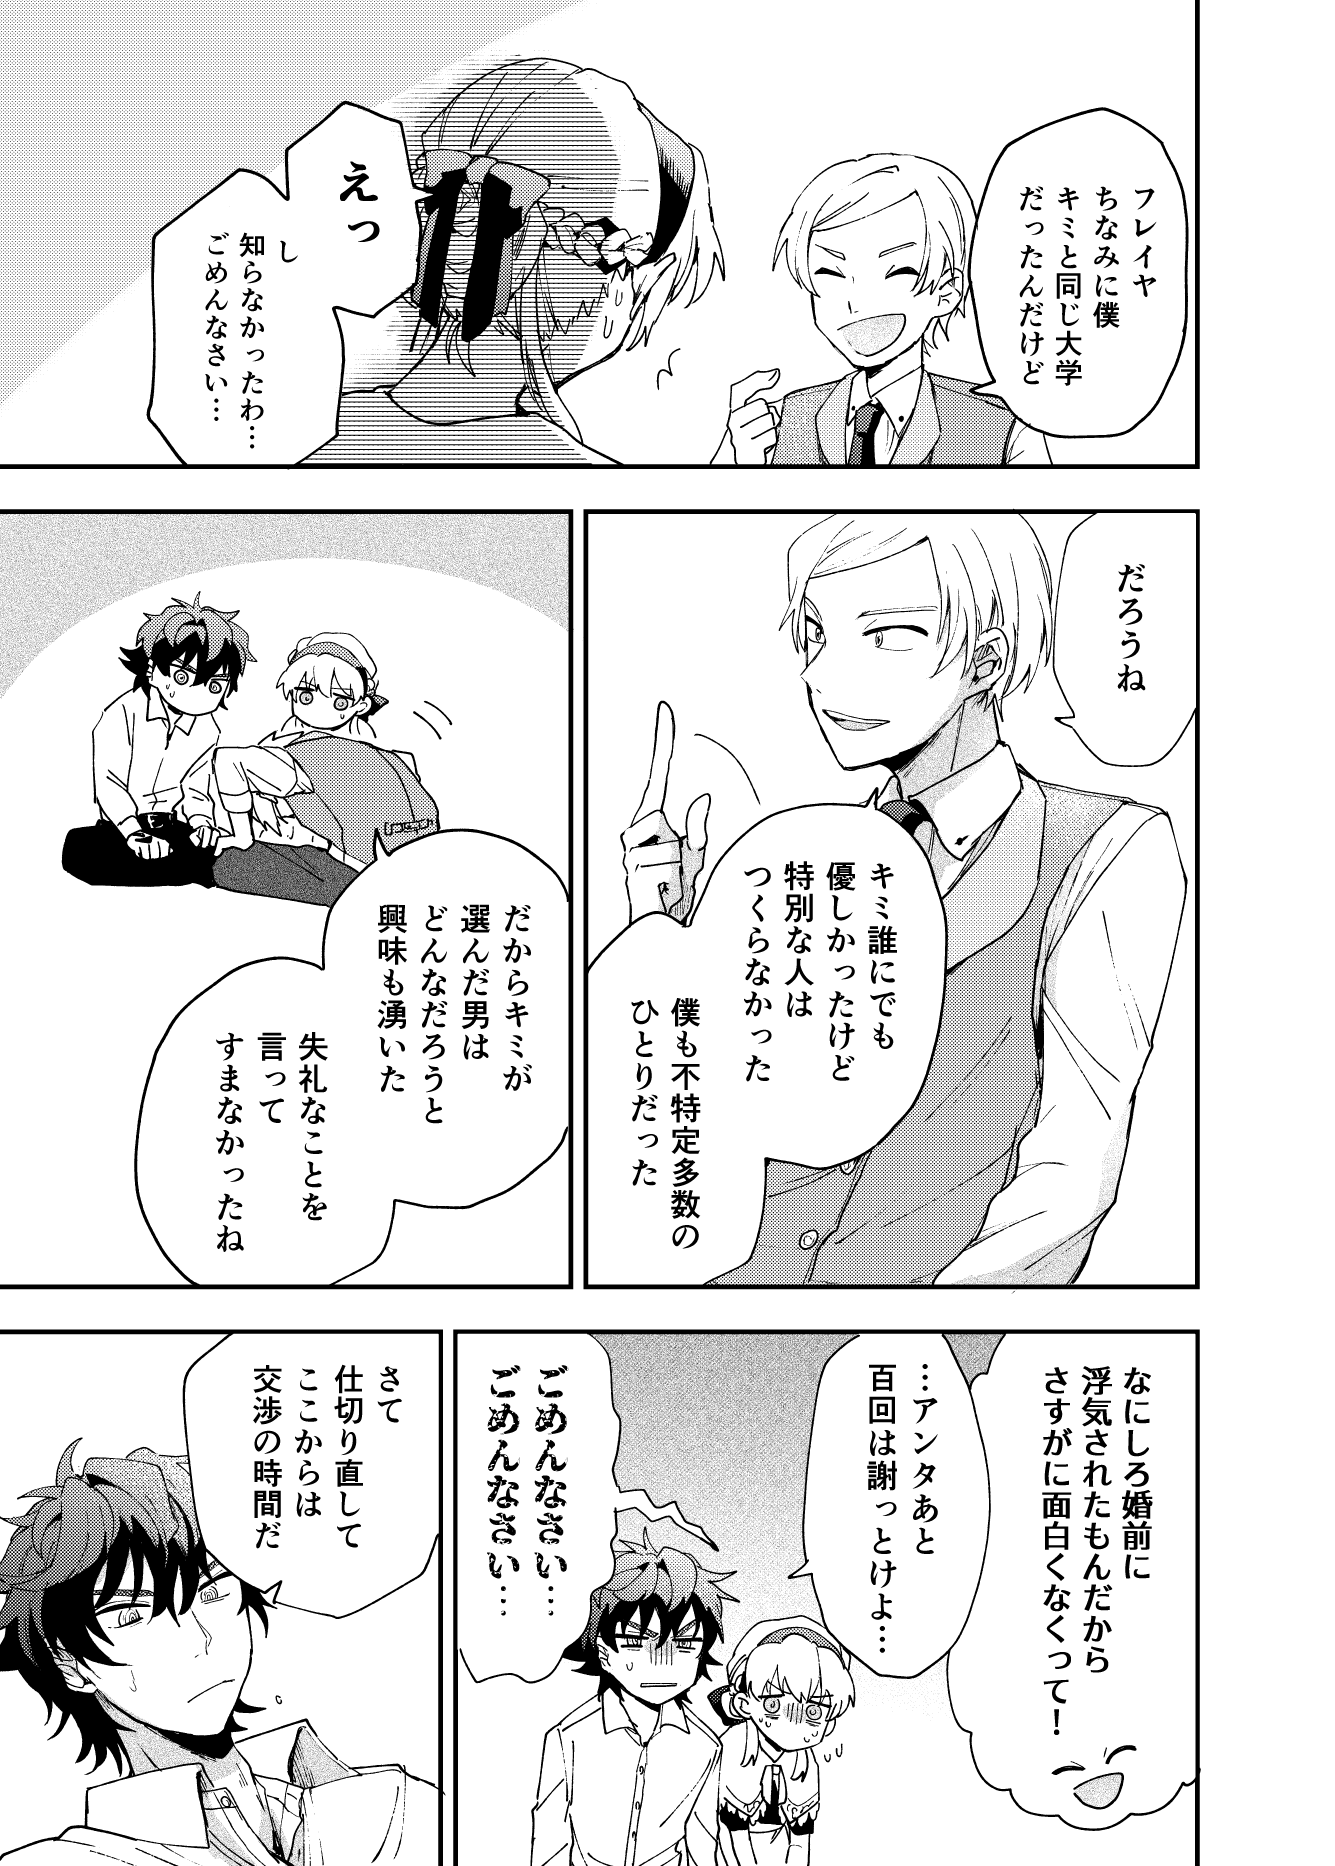 フレイヤ
ちなみに僕
キミと同じ大学
だったんだけど
えっ
し
知らなかったわ…
ごめんなさい…
だろうね
キミ誰にでも
優しかったけど
特別な人は
つくらなかった
僕も不特定多数の
ひとりだった
だからキミが
選んだ男は
どんなだろうと
興味も湧いた
失礼なことを
言って
すまなかったね
なにしろ婚前に
浮気されたもんだから
さすがに面白くなくって！
…アンタあと
百回は謝っとけよ…
ごめんなさい…
ごめんなさい…
さて
仕切り直して
ここからは
交渉の時間だ